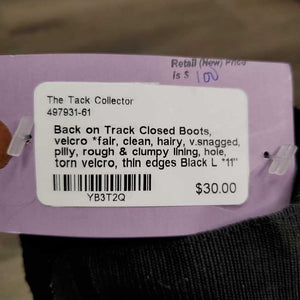 Retail (New) Price
Is $ 100
The Tack Collector
497931-61
Back on Track Closed Boots,
velcro *fair, clean, hairy, v.snagged,
pilly, rough & clumpy lining, hole,
torn velcro, thin edges Black L *11"
$30.00
YB3T2Q